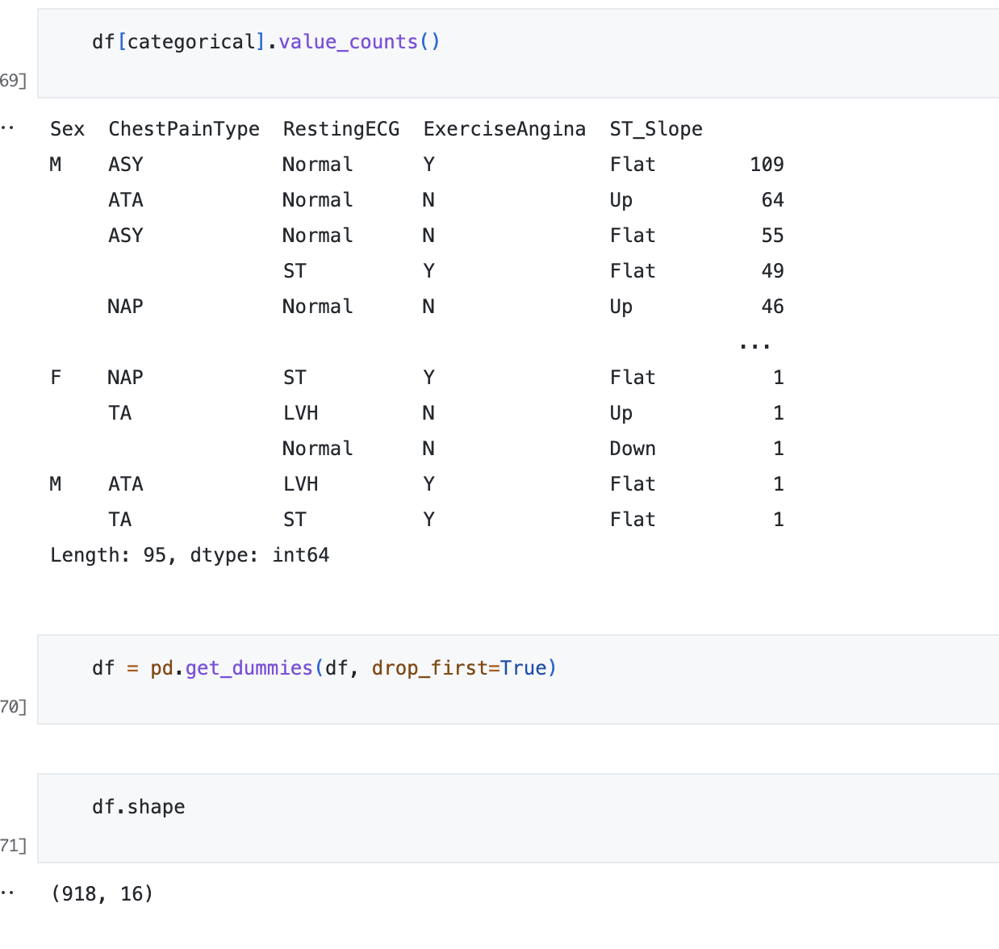 df[categorical].value_counts()
69]
..
Sex  ChestPainType  RestingECG  ExerciseAngina  ST_Slope
M    ASY            Normal      Y               Flat        109
     ATA            Normal      N               Up           64
     ASY            Normal      N               Flat         55
                    ST          Y               Flat         49
     NAP            Normal      N               Up           46
                                                           ...
F    NAP            ST          Y               Flat          1
     TA             LVH         N               Up            1
                    Normal      N               Down          1
M    ATA            LVH         Y               Flat          1
     TA             ST          Y               Flat          1
Length: 95, dtype: int64
df = pd.get_dummies(df, drop_first=True)
70]
df.shape
71]
..
(918, 16)